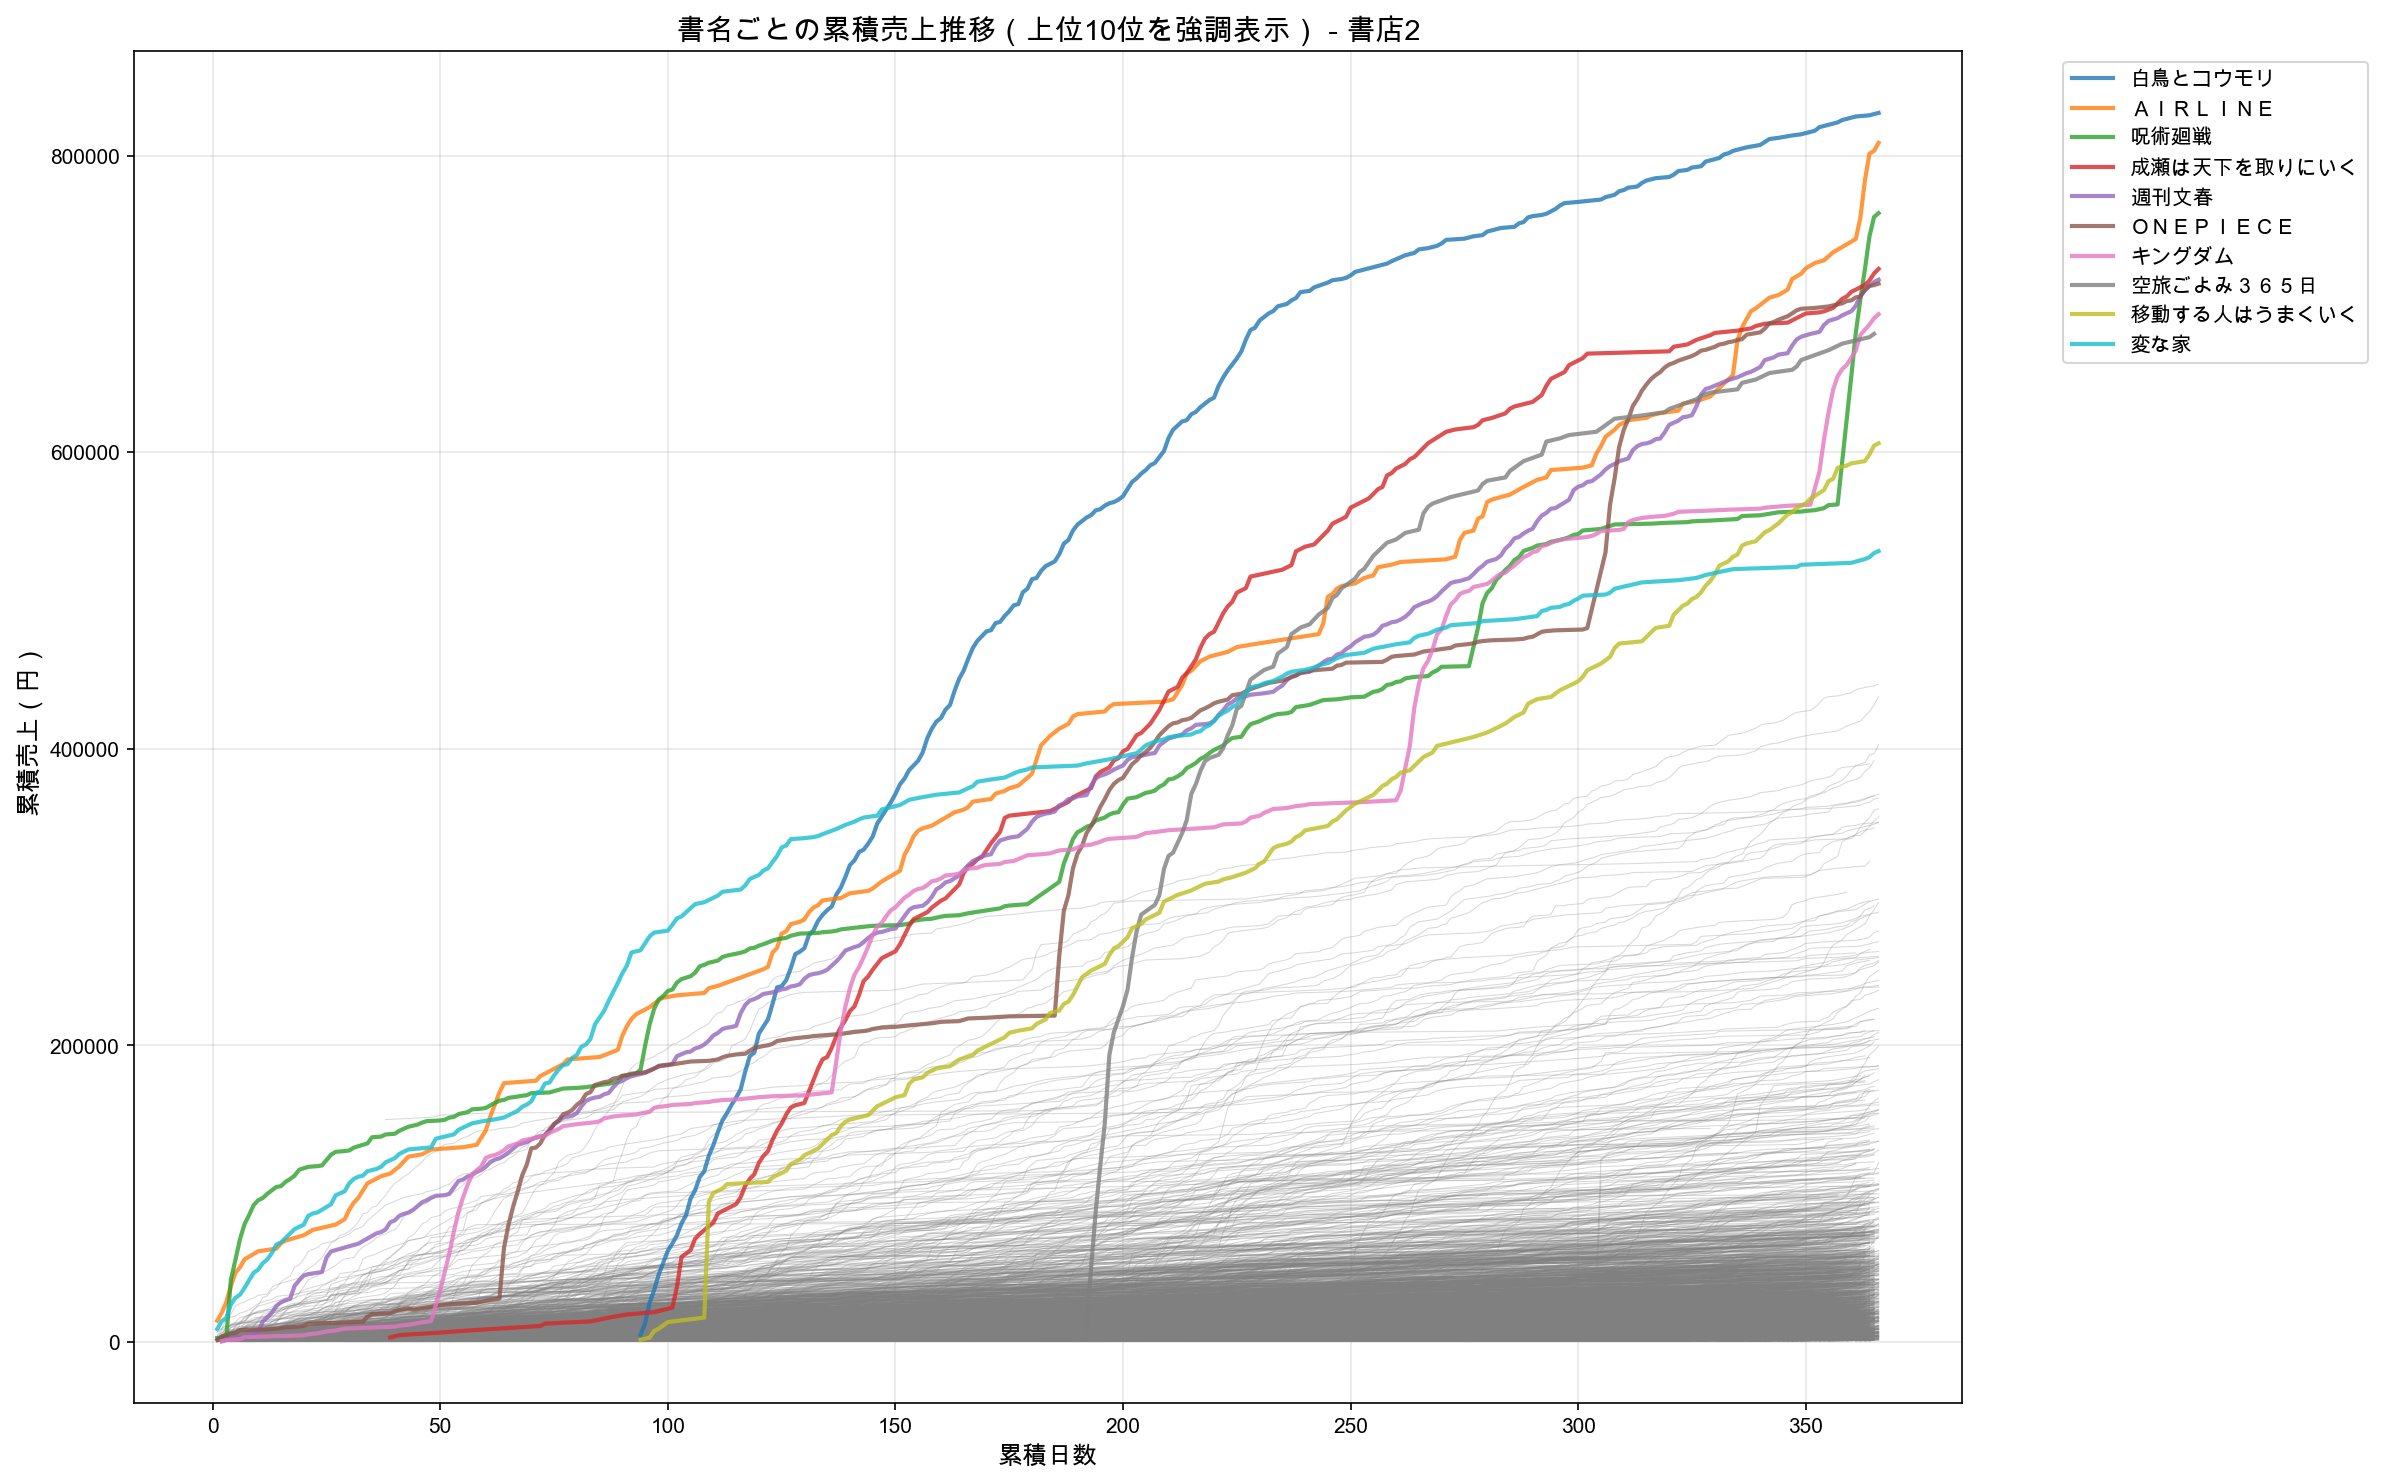 書名ごとの累積売上推移（上位10位を強調表示） - 書店2
累積売上（円）
800000
600000
400000
200000
0
0 50 100 150 200 250 300 350
累積日数
白鳥とコウモリ
ＡＩＲＬＩＮＥ
呪術廻戦
成瀬は天下を取りにいく
週刊文春
ＯＮＥＰＩＥＣＥ
キングダム
空旅ごよみ３６５日
移動する人はうまくいく
変な家